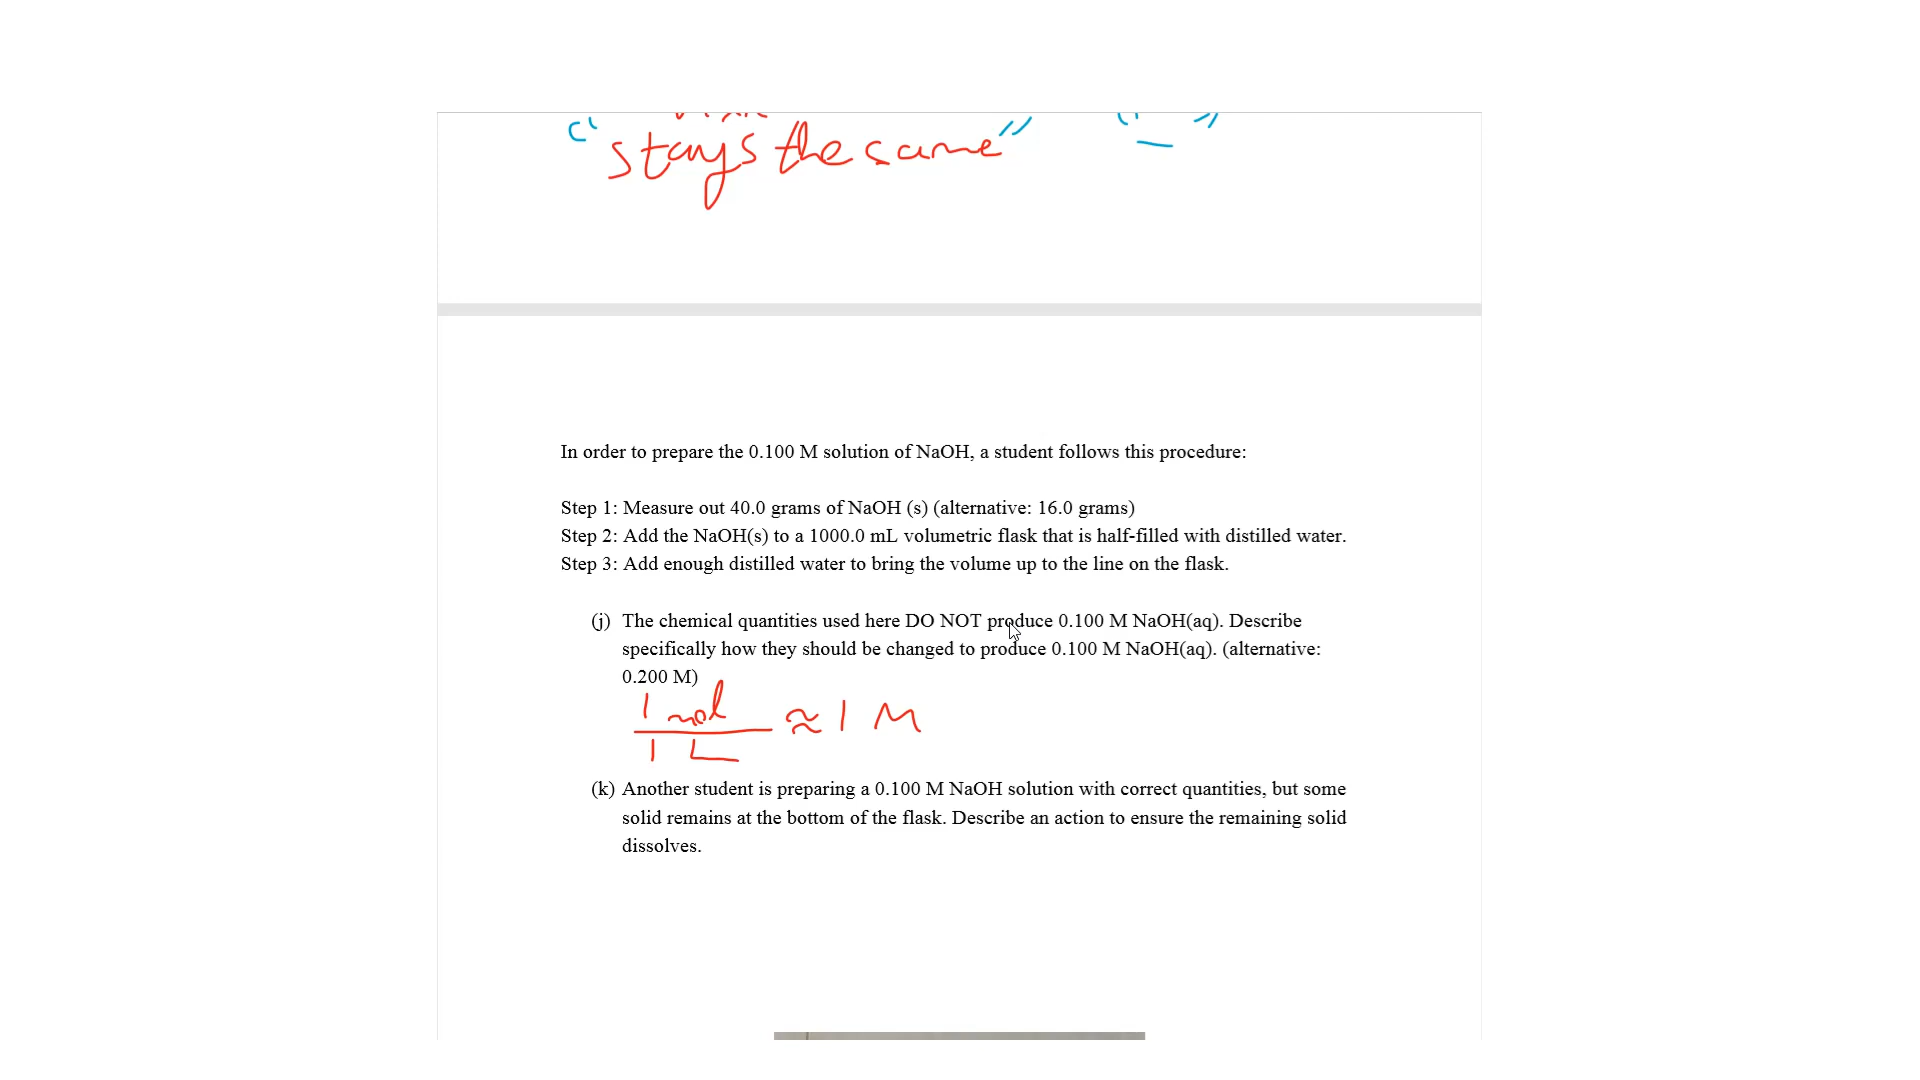 “stays the same”
In order to prepare the 0.100 M solution of NaOH, a student follows this procedure:
Step 1: Measure out 40.0 grams of NaOH (s) (alternative: 16.0 grams)
Step 2: Add the NaOH(s) to a 1000.0 mL volumetric flask that is half-filled with distilled water.
Step 3: Add enough distilled water to bring the volume up to the line on the flask.
(j) The chemical quantities used here DO NOT produce 0.100 M NaOH(aq). Describe
specifically how they should be changed to produce 0.100 M NaOH(aq). (alternative:
0.200 M)
1 mol
≈ 1 M
1 L
(k) Another student is preparing a 0.100 M NaOH solution with correct quantities, but some
solid remains at the bottom of the flask. Describe an action to ensure the remaining solid
dissolves.